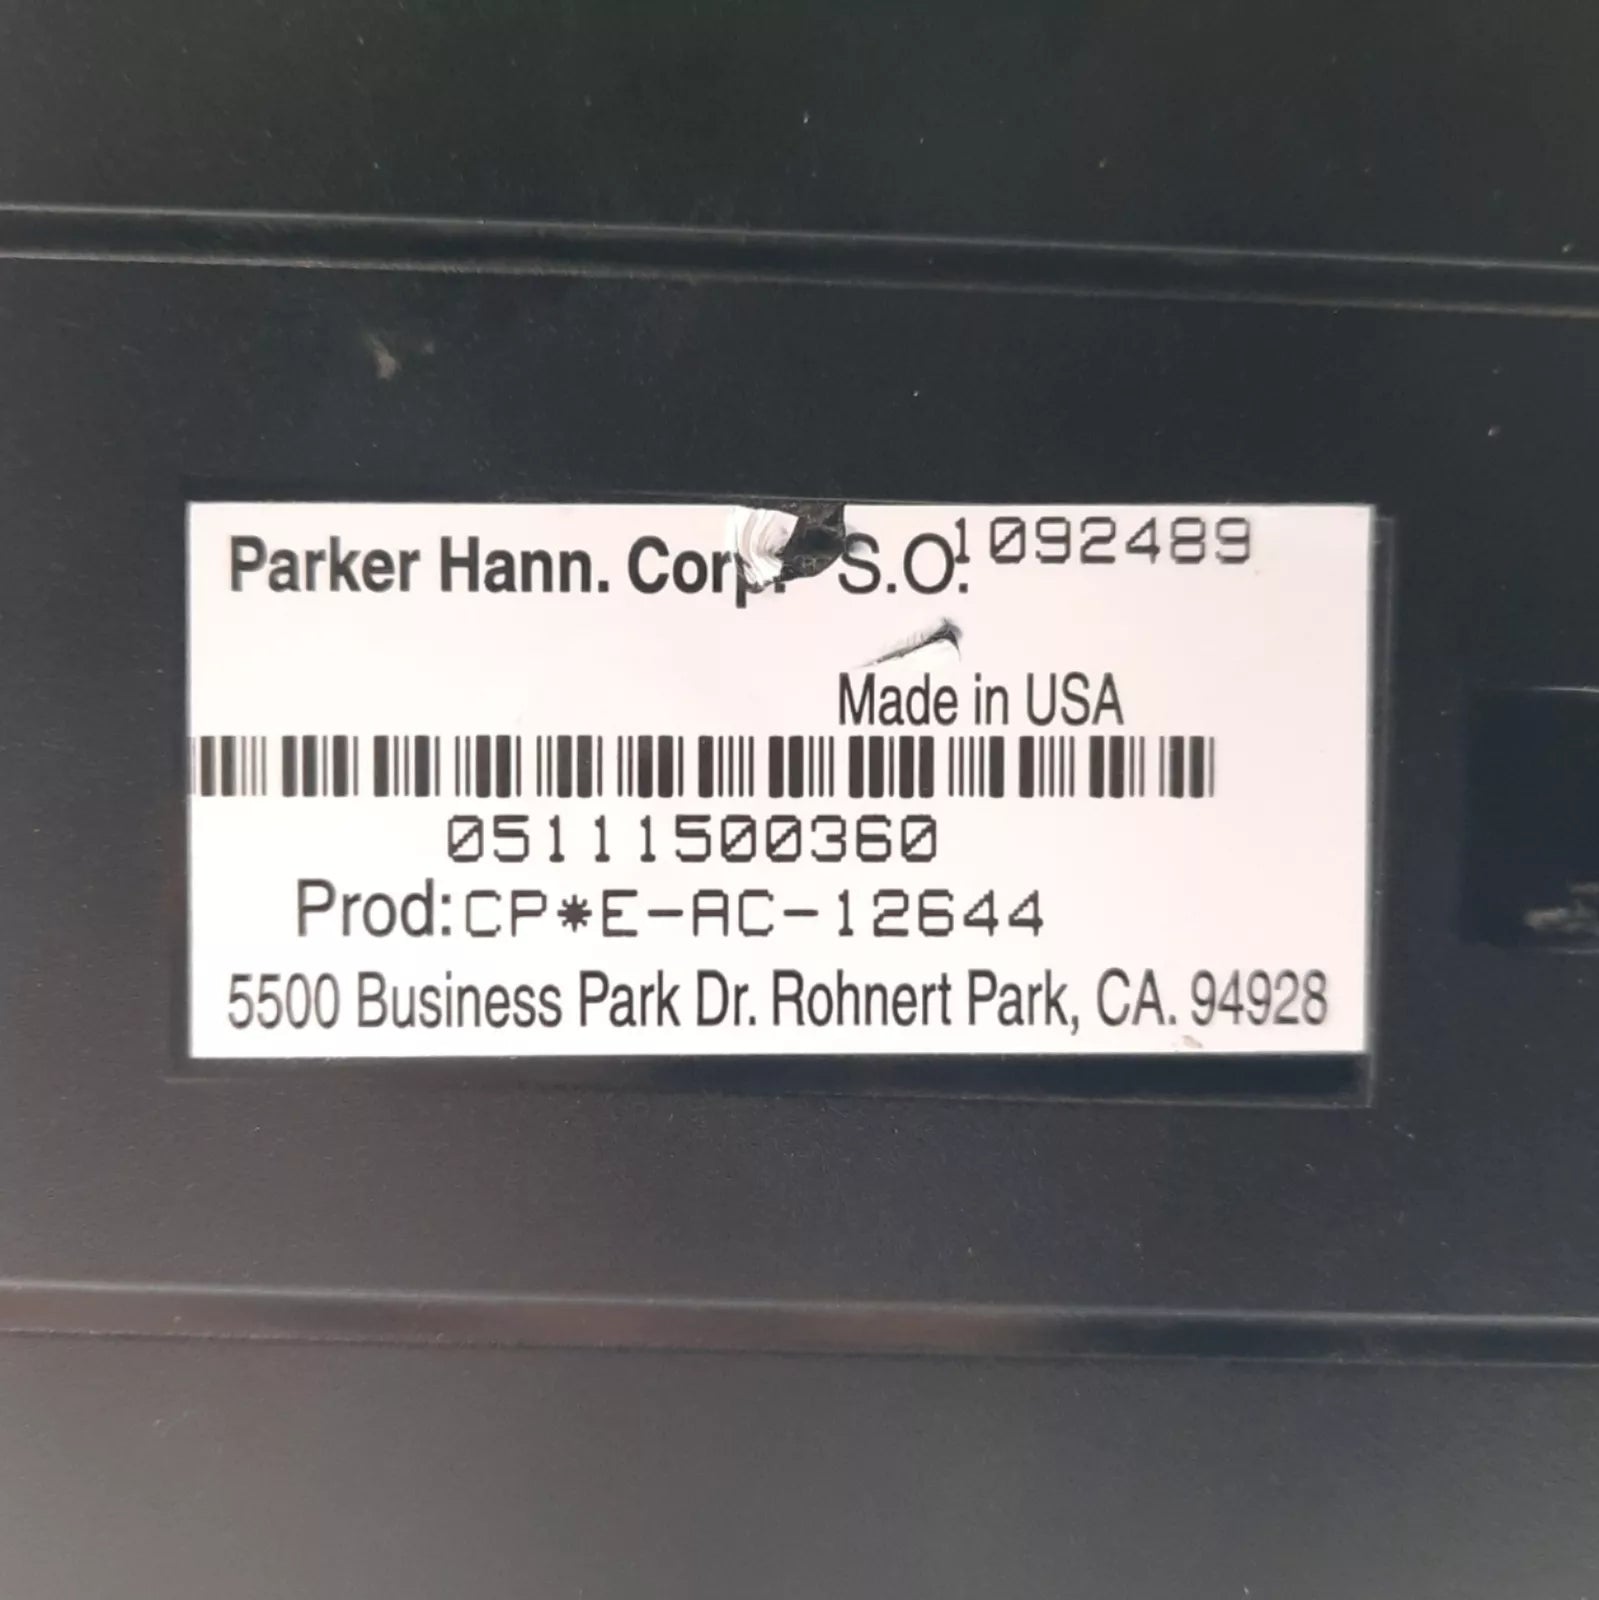 Parker Hann. Corp. S.O. 1092489
Made in USA
05111500360
Prod: CP*E-AC-12644
5500 Business Park Dr. Rohnert Park, CA. 94928